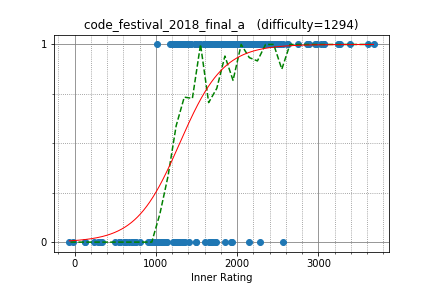 code_festival_2018_final_a (difficulty=1294)
1
0
0 1000 2000 3000
Inner Rating